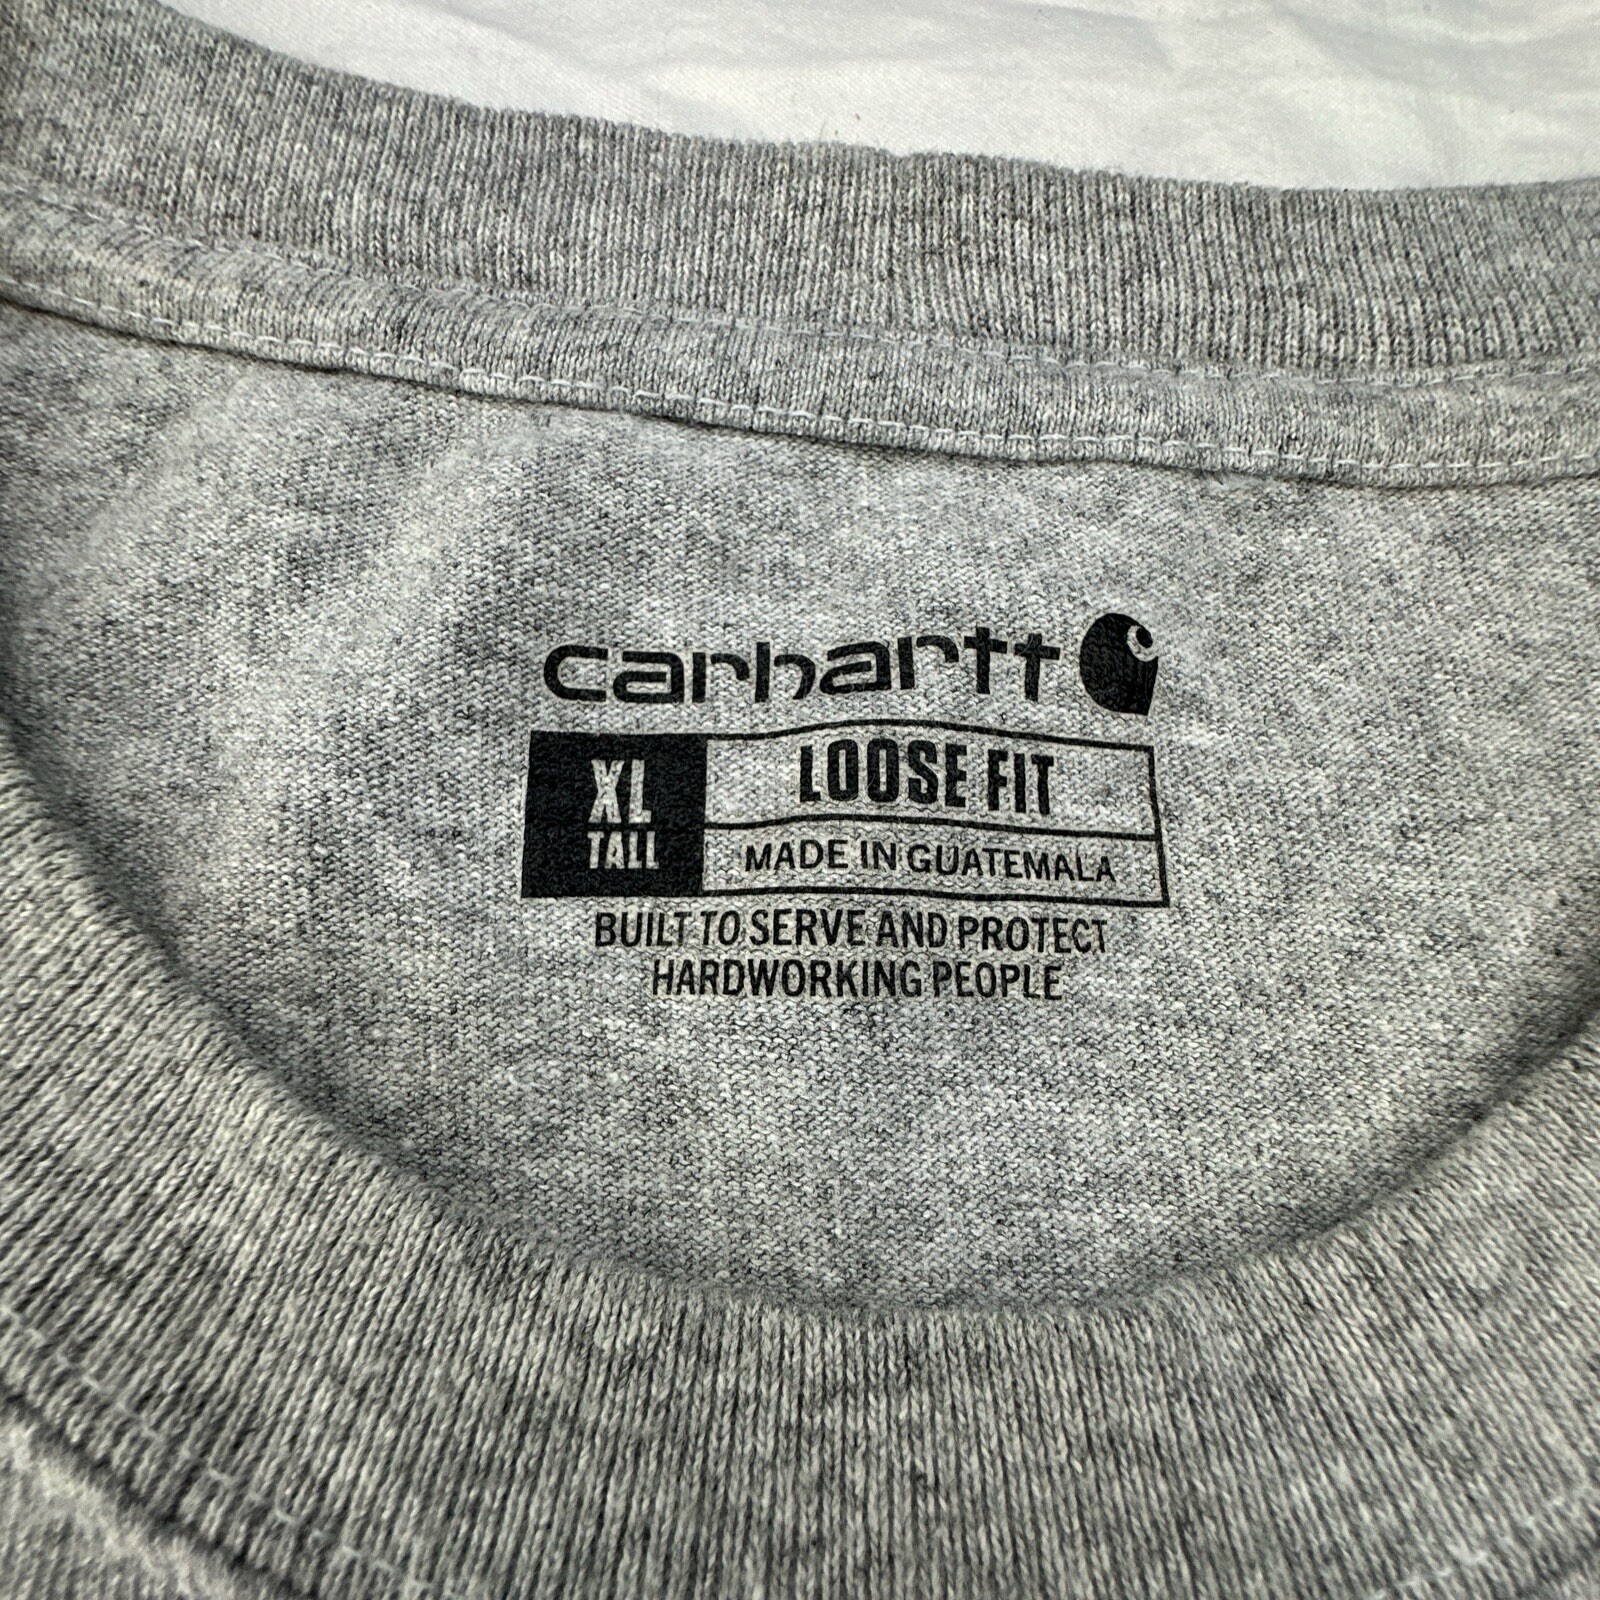 carhartt
XL
TALL
LOOSE FIT
MADE IN GUATEMALA
BUILT TO SERVE AND PROTECT
HARDWORKING PEOPLE